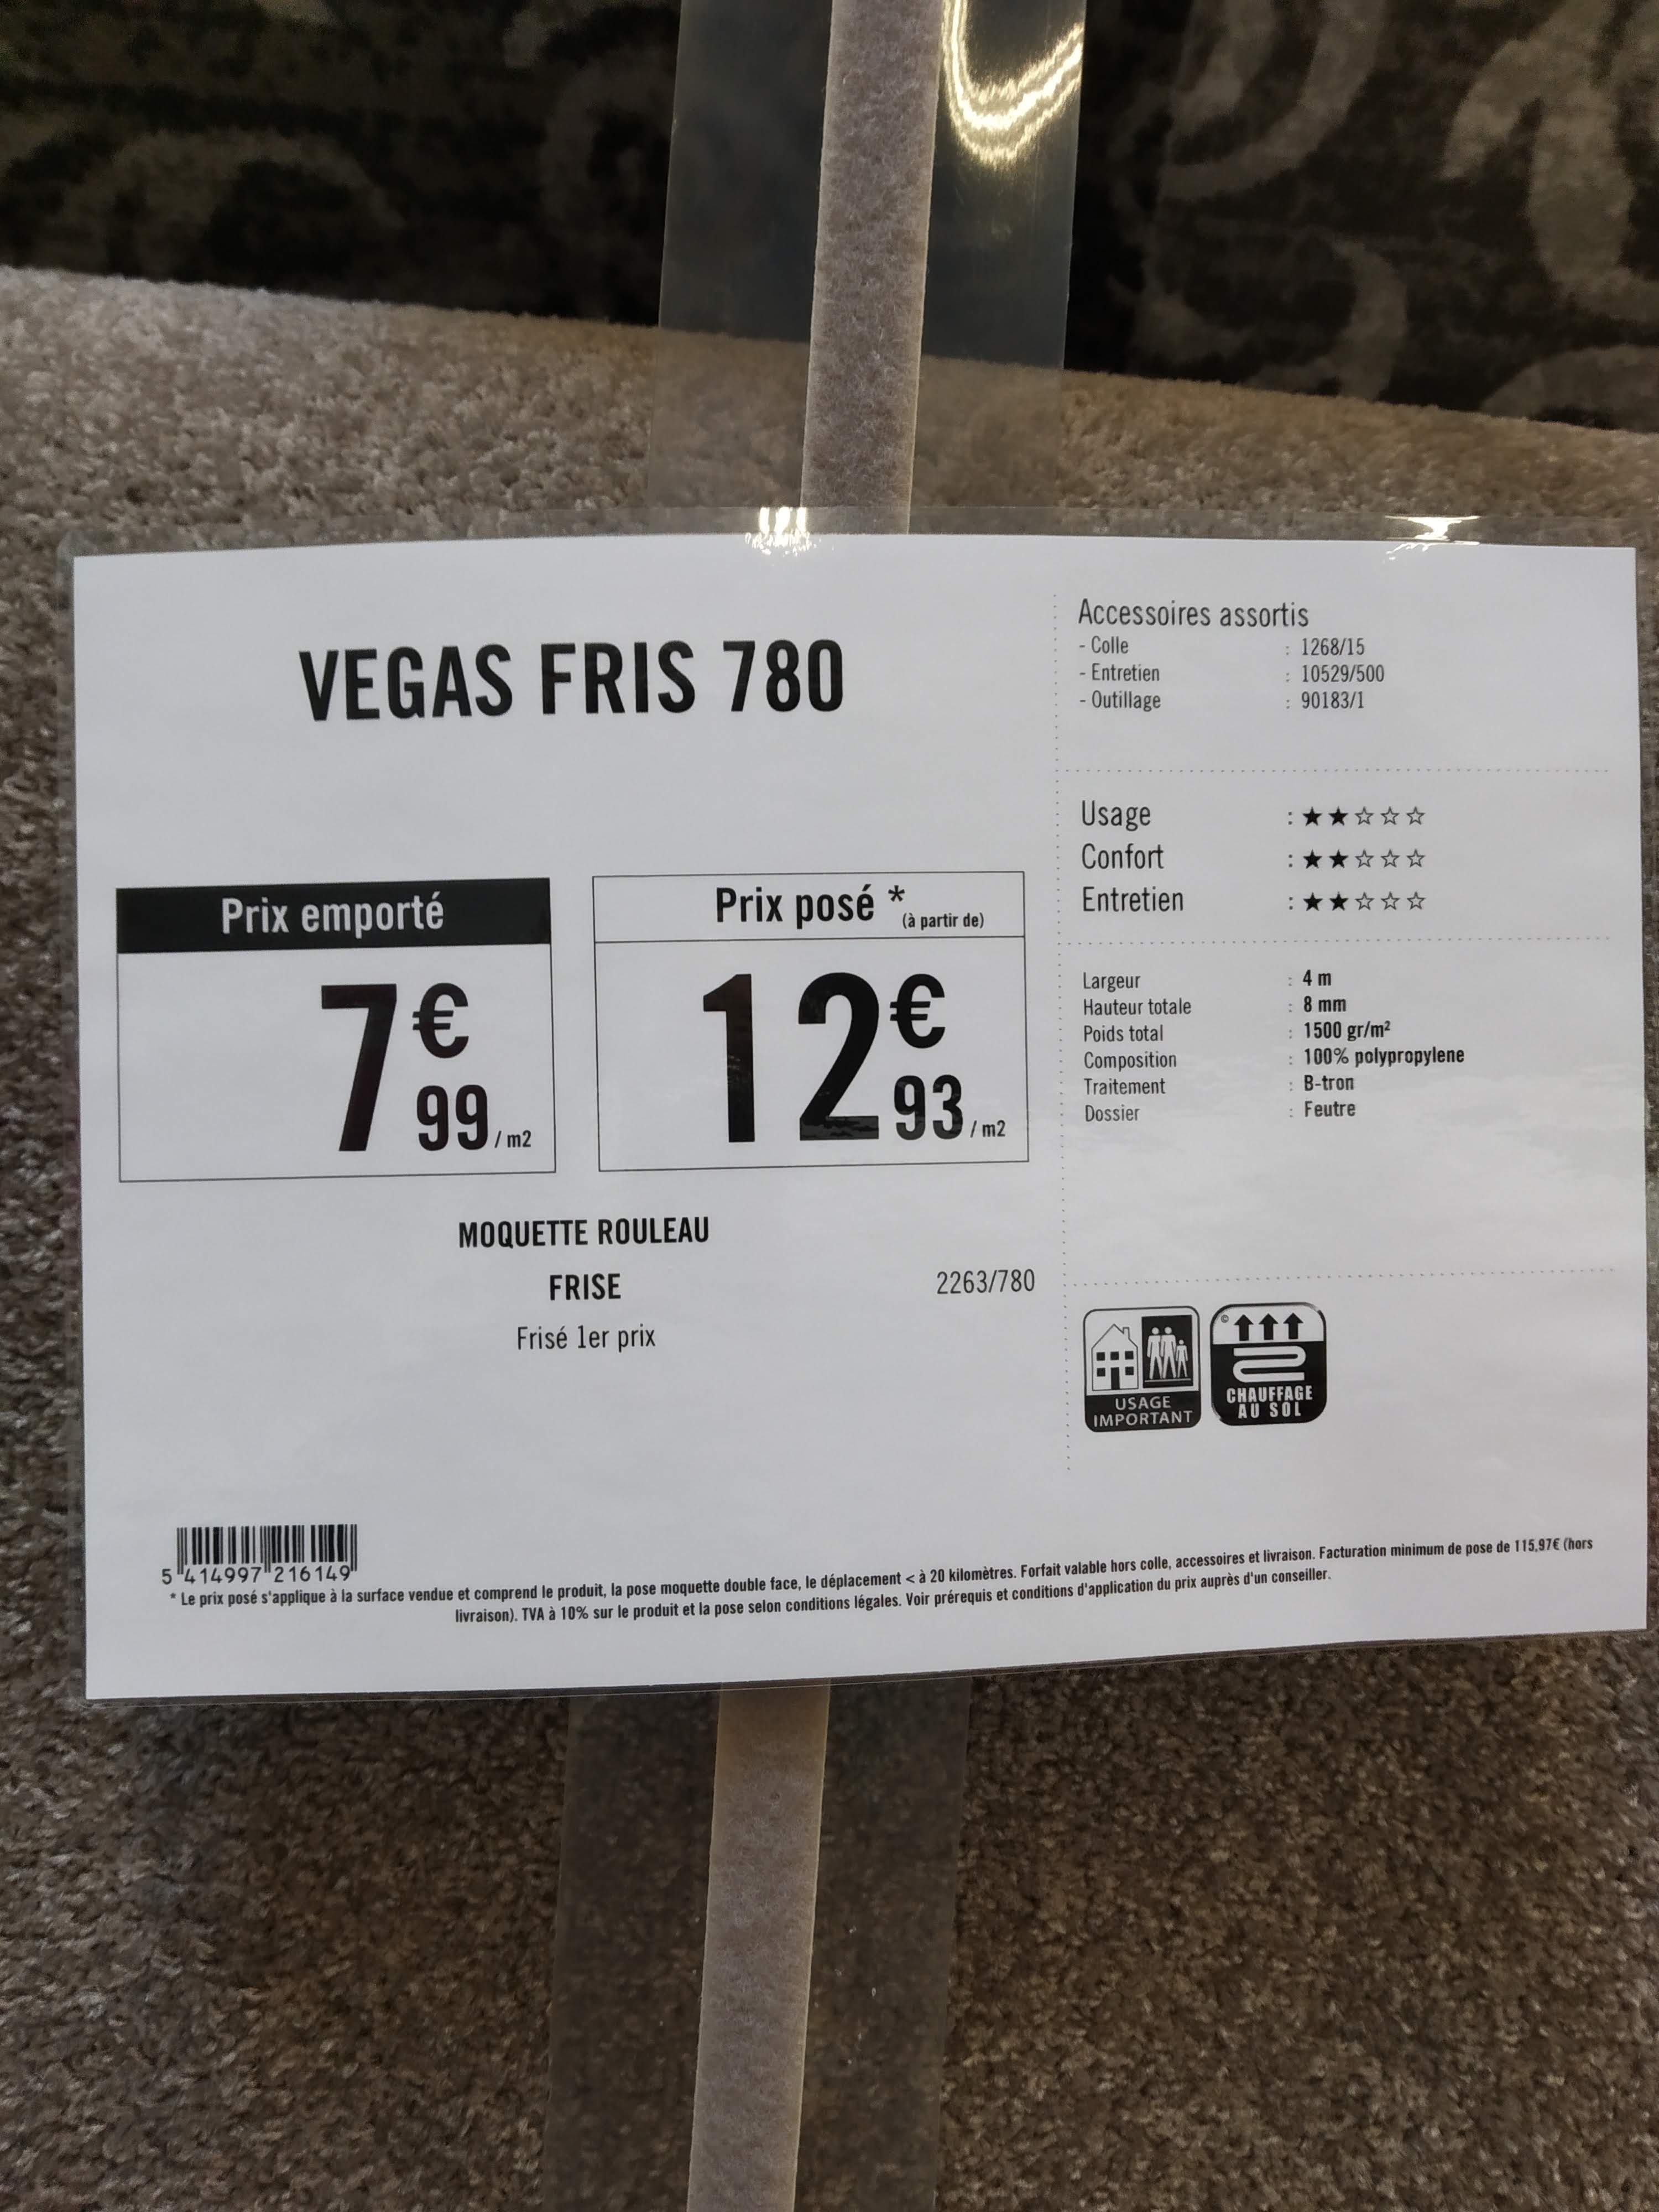 VEGAS FRIS 780
Prix emporté
7€99/m2
Prix posé * (à partir de)
12€93/m2
MOQUETTE ROULEAU
FRISE
2263/780
Frisé 1er prix
Accessoires assortis
- Colle : 1268/15
- Entretien : 10529/500
- Outillage : 90183/1
Usage : ★★☆☆☆
Confort : ★★☆☆☆
Entretien : ★★☆☆☆
Largeur : 4 m
Hauteur totale : 8 mm
Poids total : 1500 gr/m²
Composition : 100% polypropylene
Traitement : B-tron
Dossier : Feutre
USAGE
IMPORTANT
©
CHAUFFAGE
AU SOL
5 414997 216149
* Le prix posé s'applique à la surface vendue et comprend le produit, la pose moquette double face, le déplacement < à 20 kilomètres. Forfait valable hors colle, accessoires et livraison. Facturation minimum de pose de 115,97€ (hors
livraison). TVA à 10% sur le produit et la pose selon conditions légales. Voir prérequis et conditions d'application du prix auprès d'un conseiller.